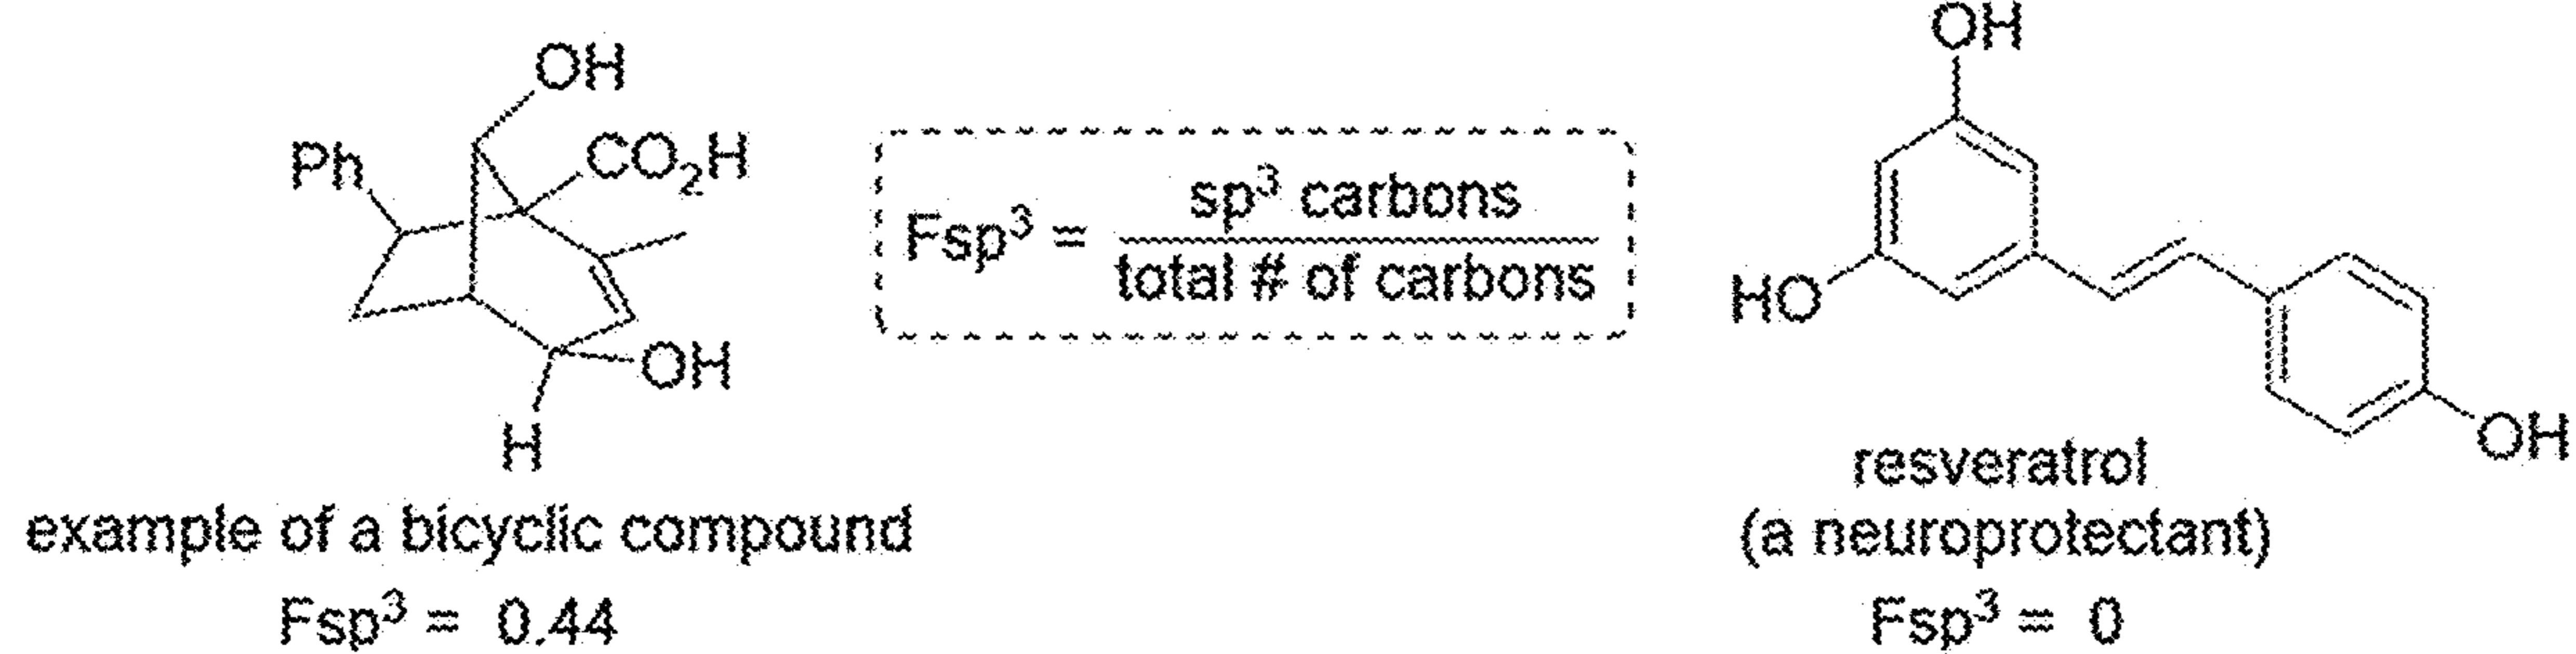 OH
Ph
CO₂H
OH
H
example of a bicyclic compound
Fsp³ = 0.44
Fsp³ = sp³ carbons
total # of carbons
OH
HO
OH
resveratrol
(a neuroprotectant)
Fsp³ = 0